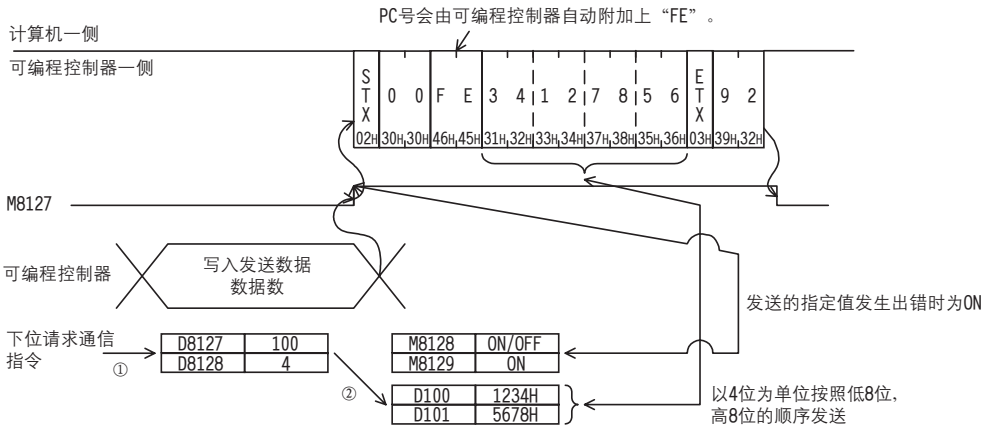 PC号会由可编程控制器自动附加上“FE”。
计算机一侧
可编程控制器一侧
STX 0 0 F E 3 4 1 2 7 8 5 6 ETX 9 2
02H 30H 30H 46H 45H 31H 32H 33H 34H 37H 38H 35H 36H 03H 39H 32H
M8127
可编程控制器
写入发送数据
数据数
发送的指定值发生出错时为ON
下位请求通信
指令
①
D8127 100
D8128 4
M8128 ON/OFF
M8129 ON
②
D100 1234H
D101 5678H
以4位为单位按照低8位,
高8位的顺序发送